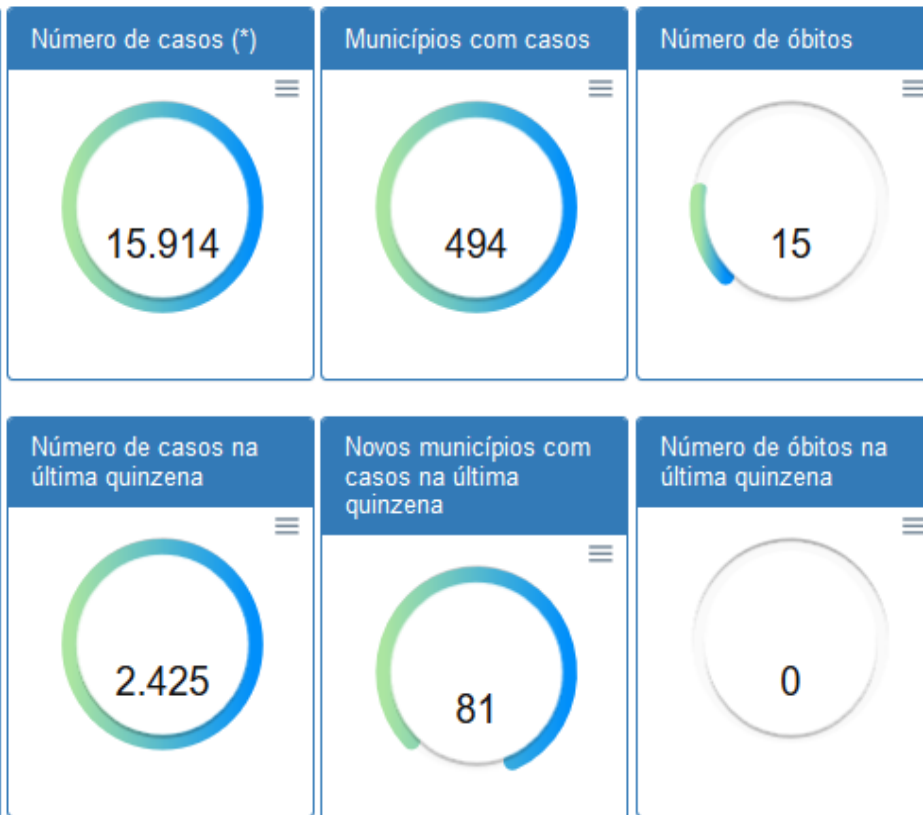 Número de casos (*)
Municípios com casos
Número de óbitos
15.914
494
15
Número de casos na
última quinzena
Novos municípios com
casos na última
quinzena
Número de óbitos na
última quinzena
2.425
81
0